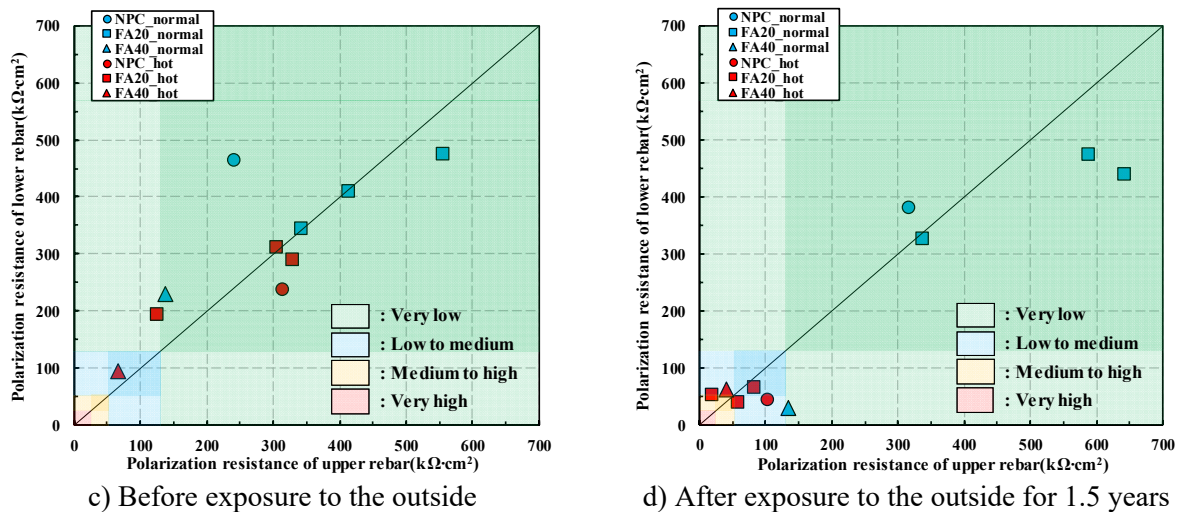 NPC_normal
FA20_normal
FA40_normal
NPC_hot
FA20_hot
FA40_hot
Polarization resistance of lower rebar(kΩ·cm²)
700
600
500
400
300
200
100
0
: Very low
: Low to medium
: Medium to high
: Very high
0 100 200 300 400 500 600 700
Polarization resistance of upper rebar(kΩ·cm²)
c) Before exposure to the outside
NPC_normal
FA20_normal
FA40_normal
NPC_hot
FA20_hot
FA40_hot
Polarization resistance of lower rebar(kΩ·cm²)
700
600
500
400
300
200
100
0
: Very low
: Low to medium
: Medium to high
: Very high
0 100 200 300 400 500 600 700
Polarization resistance of upper rebar(kΩ·cm²)
d) After exposure to the outside for 1.5 years